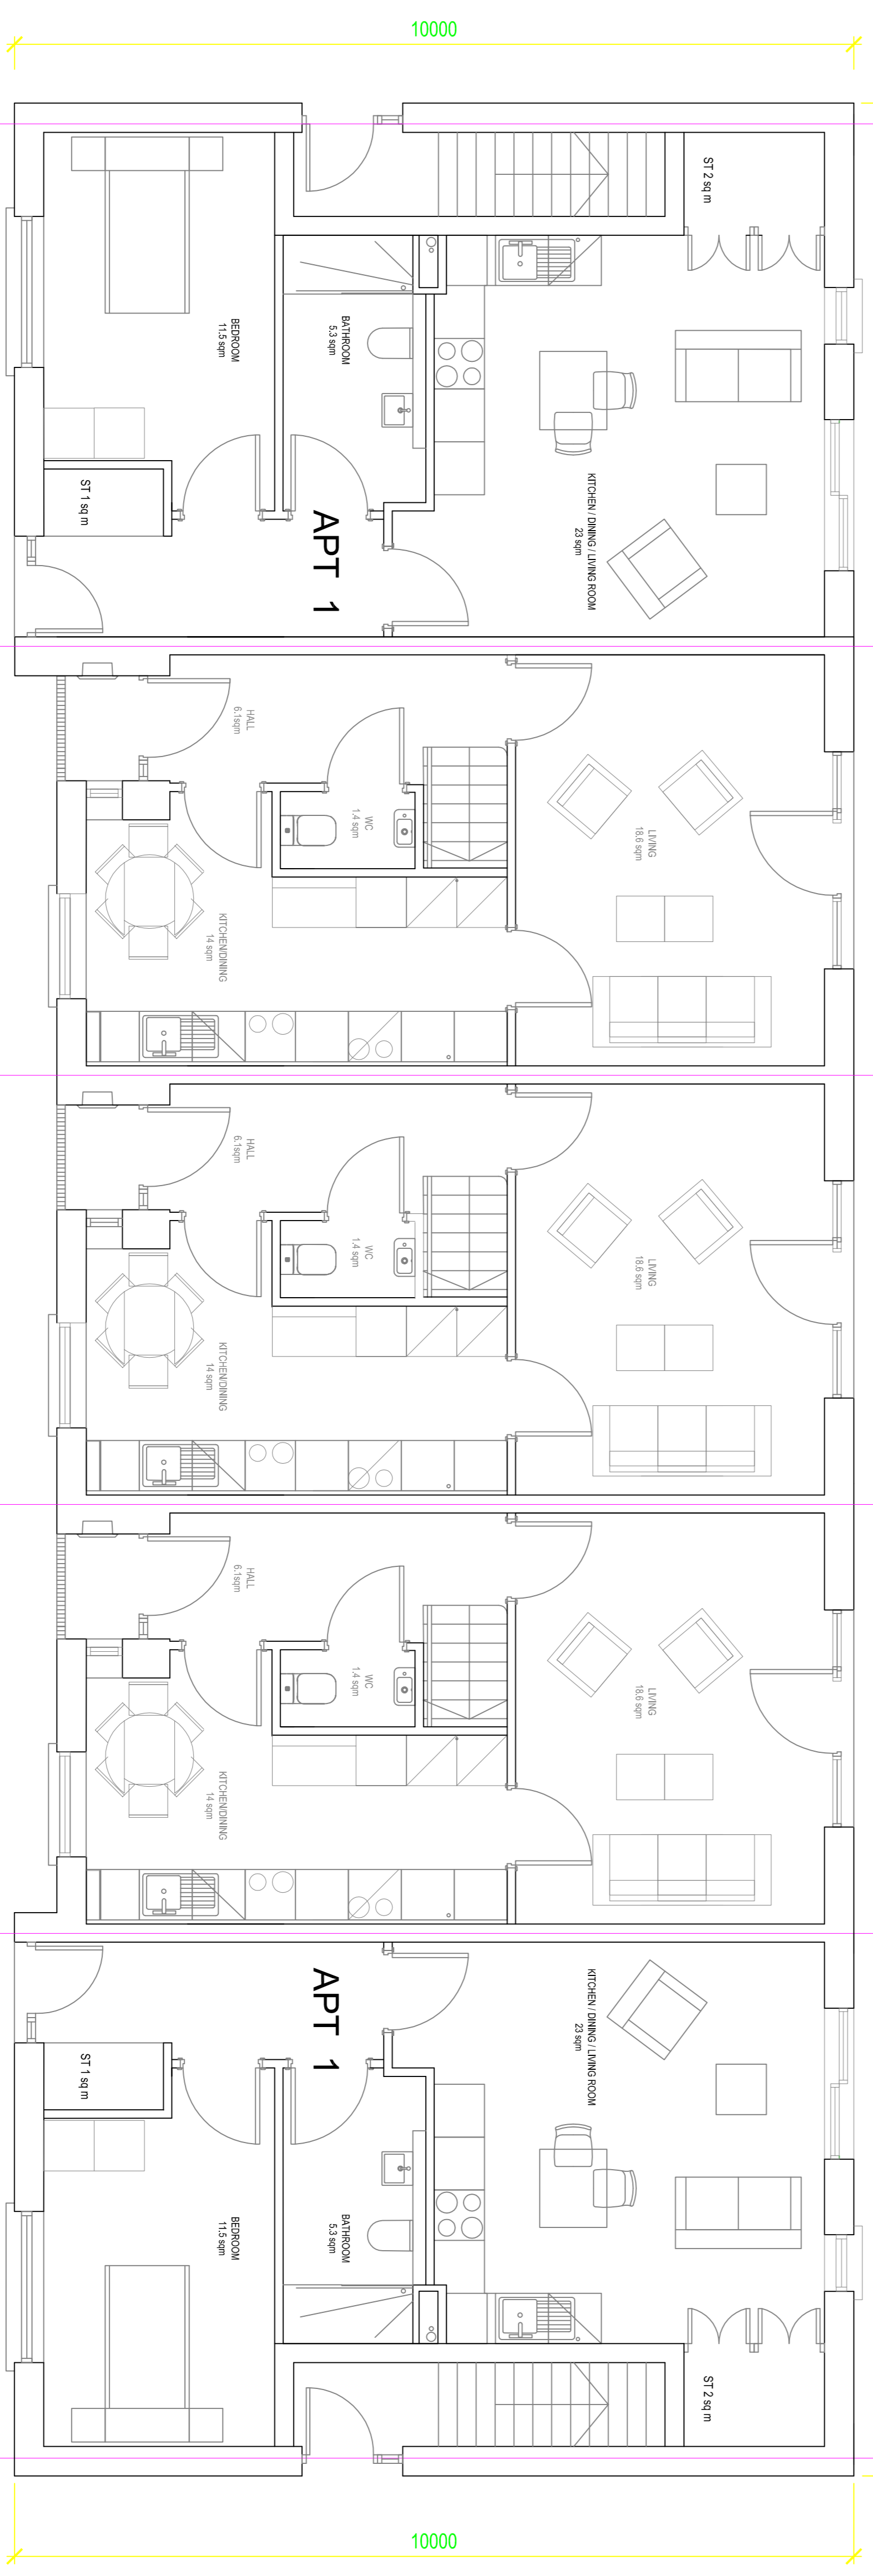 10000
ST 2 sq m
BEDROOM
11.5 sqm
BATHROOM
5.3 sqm
KITCHEN / DINING / LIVING ROOM
23 sqm
ST 1 sq m
APT 1
HALL
6.1sqm
WC
1.4 sqm
LIVING
18.6 sqm
KITCHEN/DINING
14 sqm
HALL
6.1sqm
WC
1.4 sqm
LIVING
18.6 sqm
KITCHEN/DINING
14 sqm
HALL
6.1sqm
WC
1.4 sqm
LIVING
18.6 sqm
KITCHEN/DINING
14 sqm
APT 1
KITCHEN / DINING / LIVING ROOM
23 sqm
ST 1 sq m
BEDROOM
11.5 sqm
BATHROOM
5.3 sqm
ST 2 sq m
10000